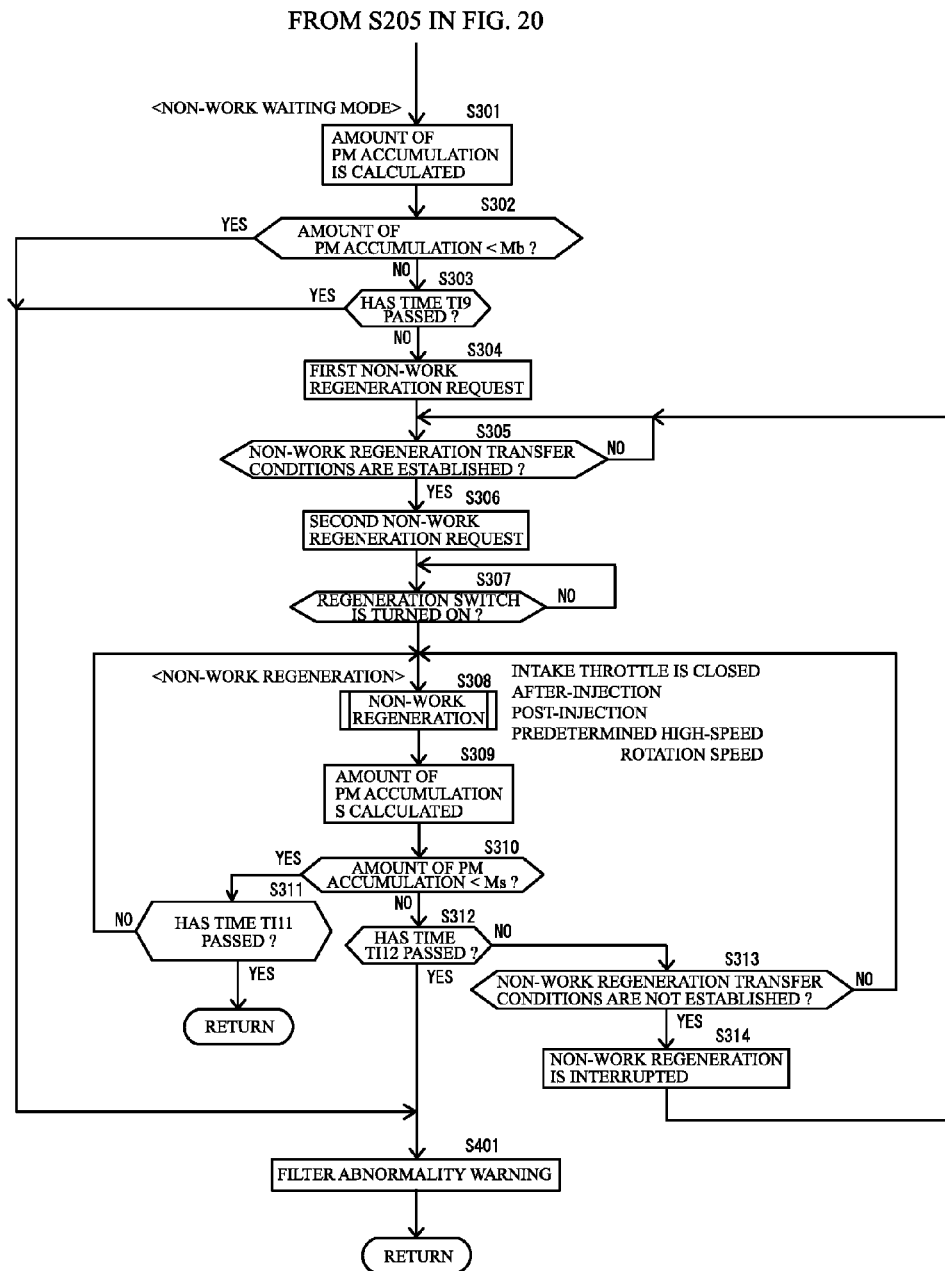 FROM S205 IN FIG. 20
<NON-WORK WAITING MODE>
S301
AMOUNT OF
PM ACCUMULATION
IS CALCULATED
S302
YES
AMOUNT OF
PM ACCUMULATION < Mb ?
NO
S303
YES
HAS TIME TI9
PASSED ?
NO
S304
FIRST NON-WORK
REGENERATION REQUEST
S305
NON-WORK REGENERATION TRANSFER
CONDITIONS ARE ESTABLISHED ?
NO
YES
S306
SECOND NON-WORK
REGENERATION REQUEST
S307
REGENERATION SWITCH
IS TURNED ON ?
NO
<NON-WORK REGENERATION>
S308
NON-WORK
REGENERATION
INTAKE THROTTLE IS CLOSED
AFTER-INJECTION
POST-INJECTION
PREDETERMINED HIGH-SPEED
ROTATION SPEED
S309
AMOUNT OF
PM ACCUMULATION
S CALCULATED
S310
YES
AMOUNT OF PM
ACCUMULATION < Ms ?
S311
NO
HAS TIME TI11
PASSED ?
YES
RETURN
NO
S312
HAS TIME
TI12 PASSED ?
NO
YES
S313
NON-WORK REGENERATION TRANSFER
CONDITIONS ARE NOT ESTABLISHED ?
NO
YES
S314
NON-WORK REGENERATION
IS INTERRUPTED
S401
FILTER ABNORMALITY WARNING
RETURN